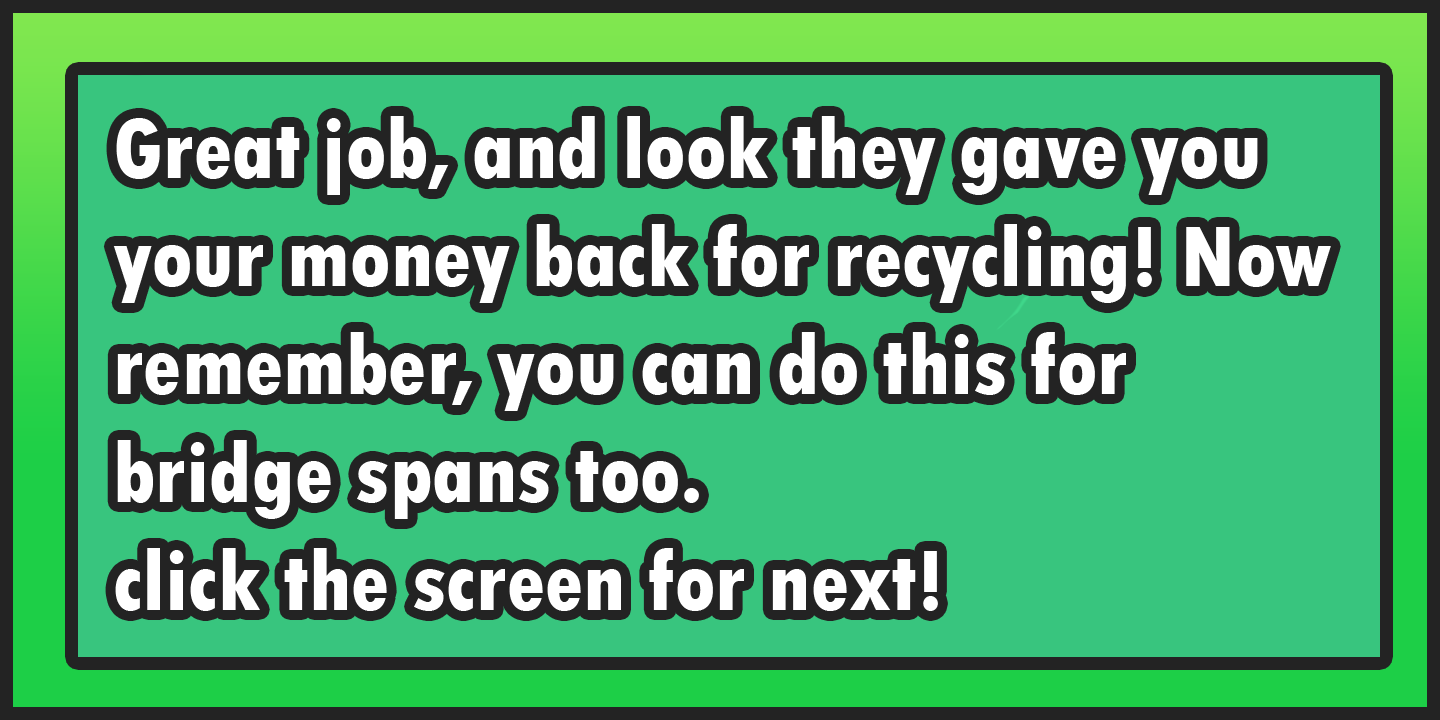 Great job, and look they gave you
your money back for recycling! Now
remember, you can do this for
bridge spans too.
click the screen for next!